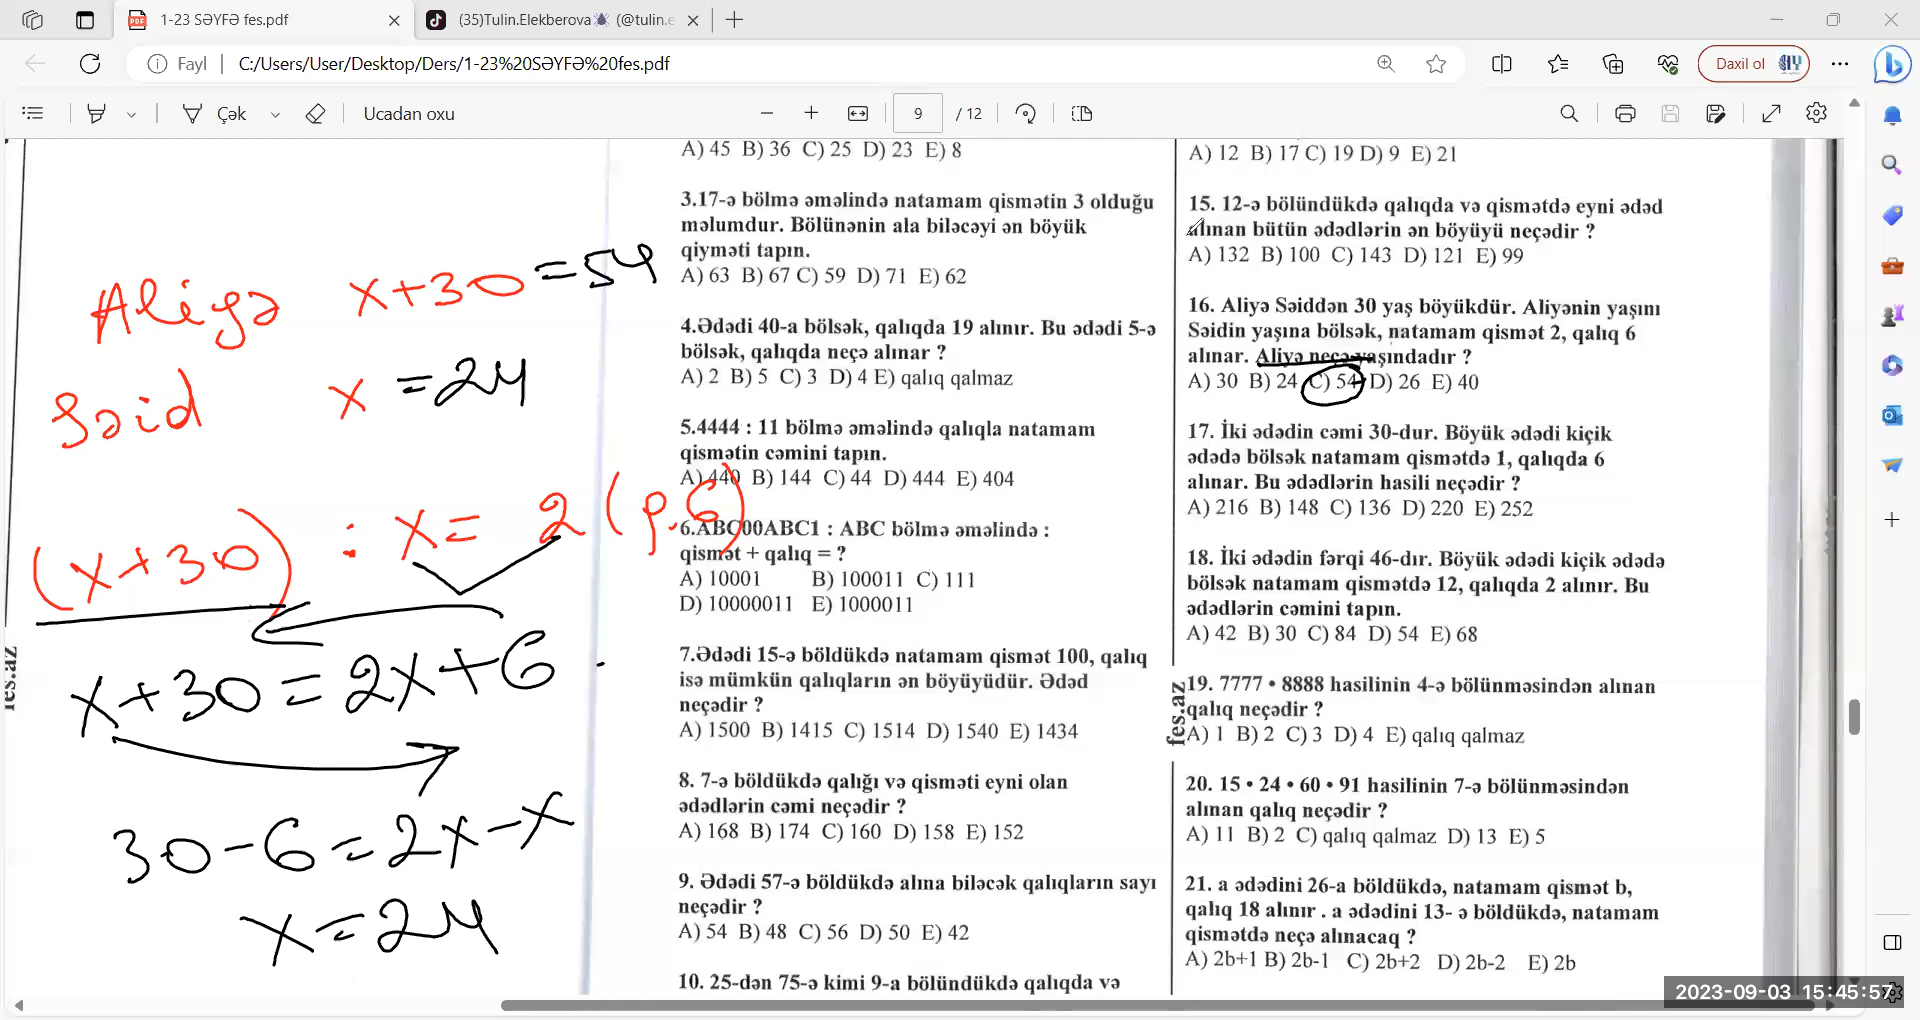 1-23 SƏYFƏ fes.pdf
(35)Tulin.Elekberova🕷 (@tulin.e
Fayl
C:/Users/User/Desktop/Ders/1-23%20SƏYFƏ%20fes.pdf
Daxil ol
Çək
Ucadan oxu
9 / 12
Aliyə x+30 = 54
Səid x = 24
(x+30) : x = 2 (q.6)
x+30 = 2x+6
30-6 = 2x-x
x = 24
fes.az
A) 45 B) 36 C) 25 D) 23 E) 8
3.17-ə bölmə əməlində natamam qismətin 3 olduğu
məlumdur. Bölünənin ala biləcəyi ən böyük
qiyməti tapın.
A) 63 B) 67 C) 59 D) 71 E) 62
4.Ədədi 40-a bölsək, qalıqda 19 alınır. Bu ədədi 5-ə
bölsək, qalıqda neçə alınar ?
A) 2 B) 5 C) 3 D) 4 E) qalıq qalmaz
5.4444 : 11 bölmə əməlində qalıqla natamam
qismətin cəmini tapın.
A) 440 B) 144 C) 44 D) 444 E) 404
6.ABC00ABC1 : ABC bölmə əməlində :
qismət + qalıq = ?
A) 10001 B) 100011 C) 111
D) 10000011 E) 1000011
7.Ədədi 15-ə böldükdə natamam qismət 100, qalıq
isə mümkün qalıqların ən böyüyüdür. Ədəd
neçədir ?
A) 1500 B) 1415 C) 1514 D) 1540 E) 1434
8. 7-ə böldükdə qalığı və qisməti eyni olan
ədədlərin cəmi neçədir ?
A) 168 B) 174 C) 160 D) 158 E) 152
9. Ədədi 57-ə böldükdə alına biləcək qalıqların sayı
neçədir ?
A) 54 B) 48 C) 56 D) 50 E) 42
10. 25-dən 75-ə kimi 9-a bölündükdə qalıqda və
A) 12 B) 17 C) 19 D) 9 E) 21
15. 12-ə bölündükdə qalıqda və qismətdə eyni ədəd
alınan bütün ədədlərin ən böyüyü neçədir ?
A) 132 B) 100 C) 143 D) 121 E) 99
16. Aliyə Səiddən 30 yaş böyükdür. Aliyənin yaşını
Səidin yaşına bölsək, natamam qismət 2, qalıq 6
alınar. Aliyə neçə yaşındadır ?
A) 30 B) 24 C) 54 D) 26 E) 40
17. İki ədədin cəmi 30-dur. Böyük ədədi kiçik
ədədə bölsək natamam qismətdə 1, qalıqda 6
alınar. Bu ədədlərin hasili neçədir ?
A) 216 B) 148 C) 136 D) 220 E) 252
18. İki ədədin fərqi 46-dır. Böyük ədədi kiçik ədədə
bölsək natamam qismətdə 12, qalıqda 2 alınır. Bu
ədədlərin cəmini tapın.
A) 42 B) 30 C) 84 D) 54 E) 68
fes.az
19. 7777 • 8888 hasilinin 4-ə bölünməsindən alınan
qalıq neçədir ?
A) 1 B) 2 C) 3 D) 4 E) qalıq qalmaz
20. 15 • 24 • 60 • 91 hasilinin 7-ə bölünməsindən
alınan qalıq neçədir ?
A) 11 B) 2 C) qalıq qalmaz D) 13 E) 5
21. a ədədini 26-a böldükdə, natamam qismət b,
qalıq 18 alınır . a ədədini 13- ə böldükdə, natamam
qismətdə neçə alınacaq ?
A) 2b+1 B) 2b-1 C) 2b+2 D) 2b-2 E) 2b
2023-09-03 15:45:57